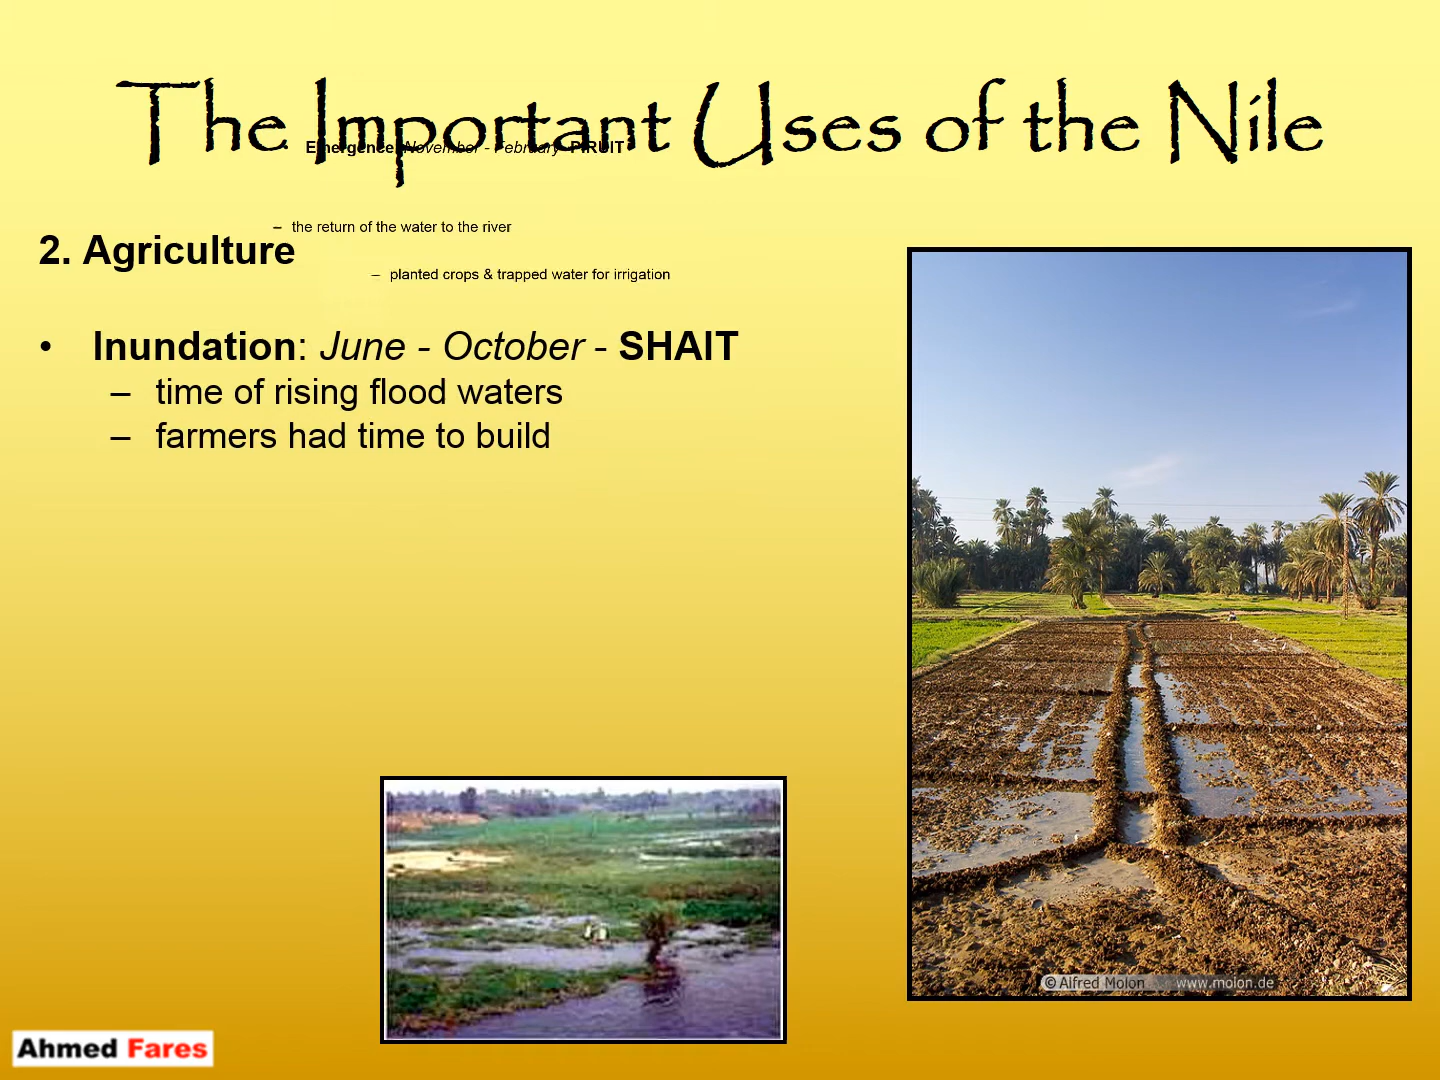 The Important Uses of the Nile
Emergence: November - February - PIRUIT
– the return of the water to the river
2. Agriculture
– planted crops & trapped water for irrigation
• Inundation: June - October - SHAIT
– time of rising flood waters
– farmers had time to build
© Alfred Molon www.molon.de
Ahmed Fares